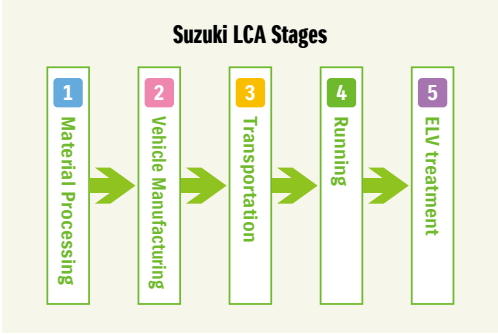 Suzuki LCA Stages
1
Material Processing
2
Vehicle Manufacturing
3
Transportation
4
Running
5
ELV treatment